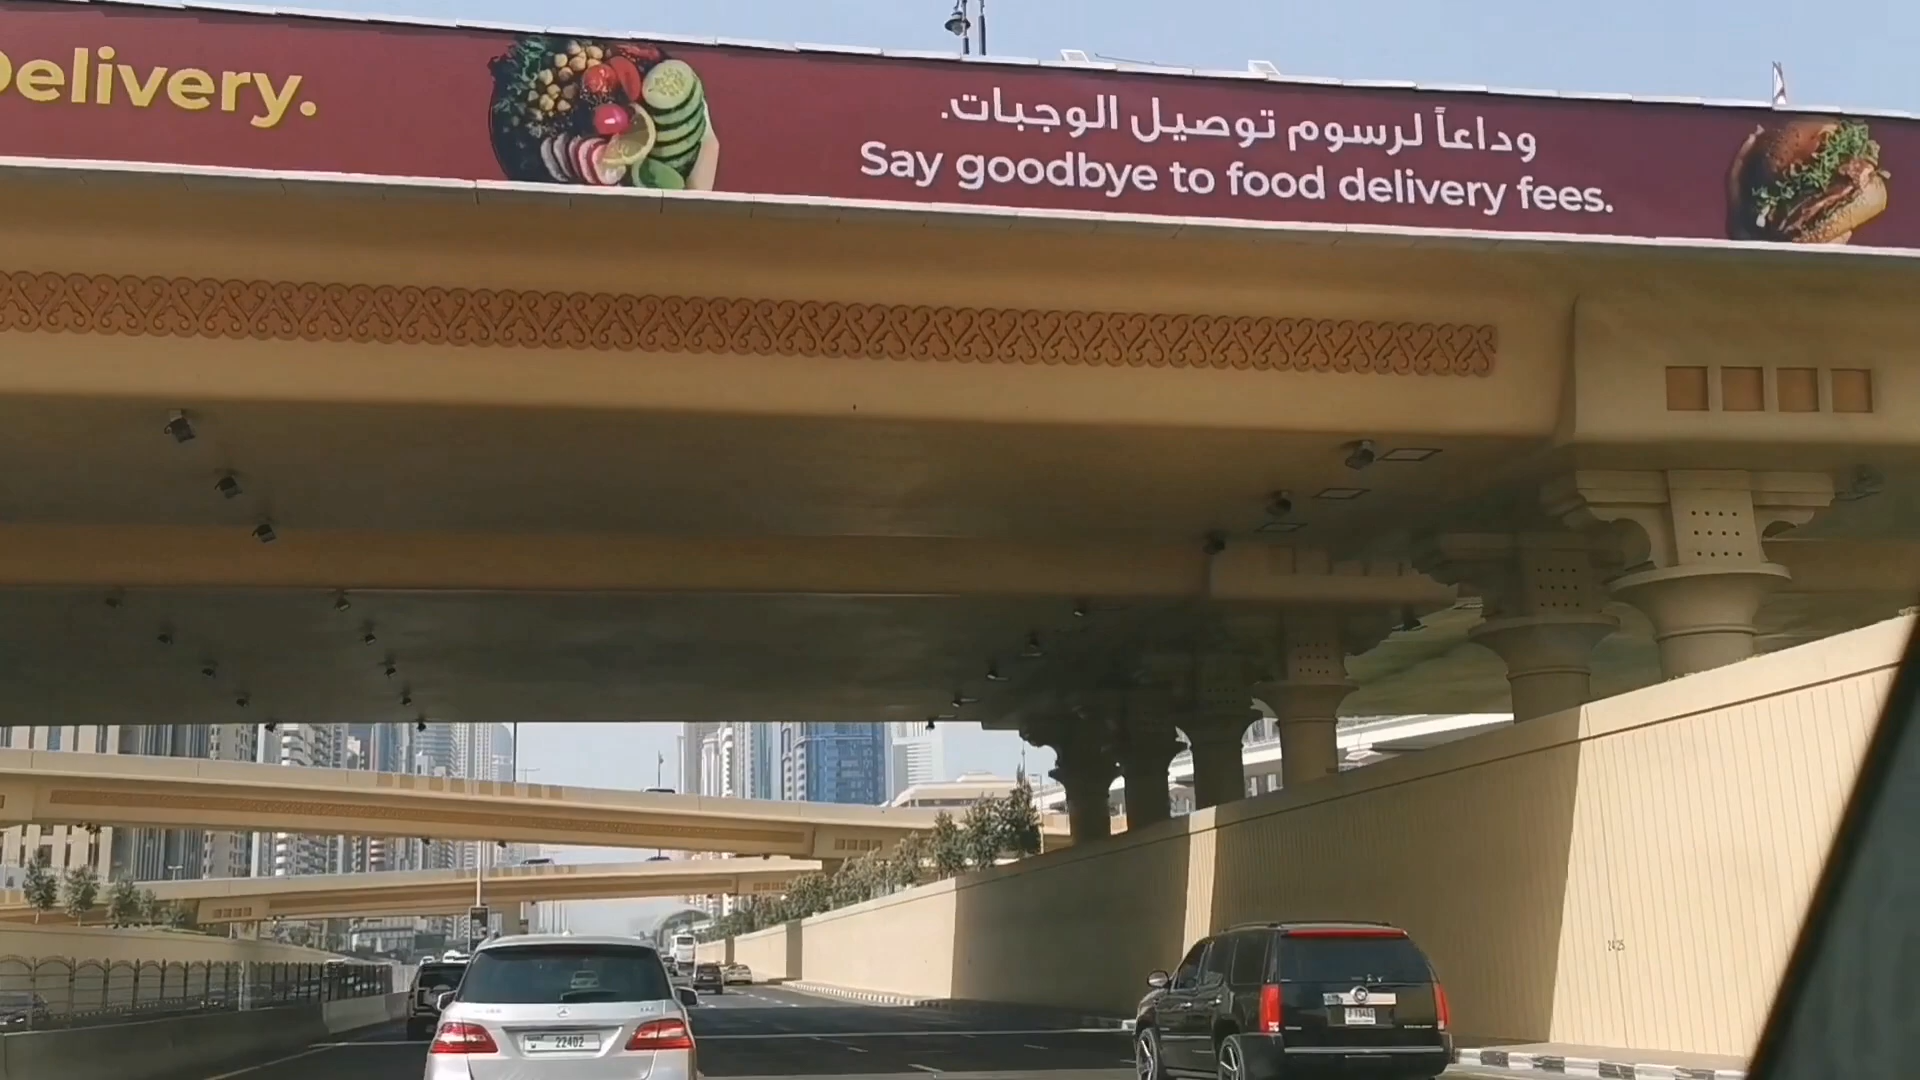 Delivery.
وداعاً لرسوم توصيل الوجبات.
Say goodbye to food delivery fees.
22402